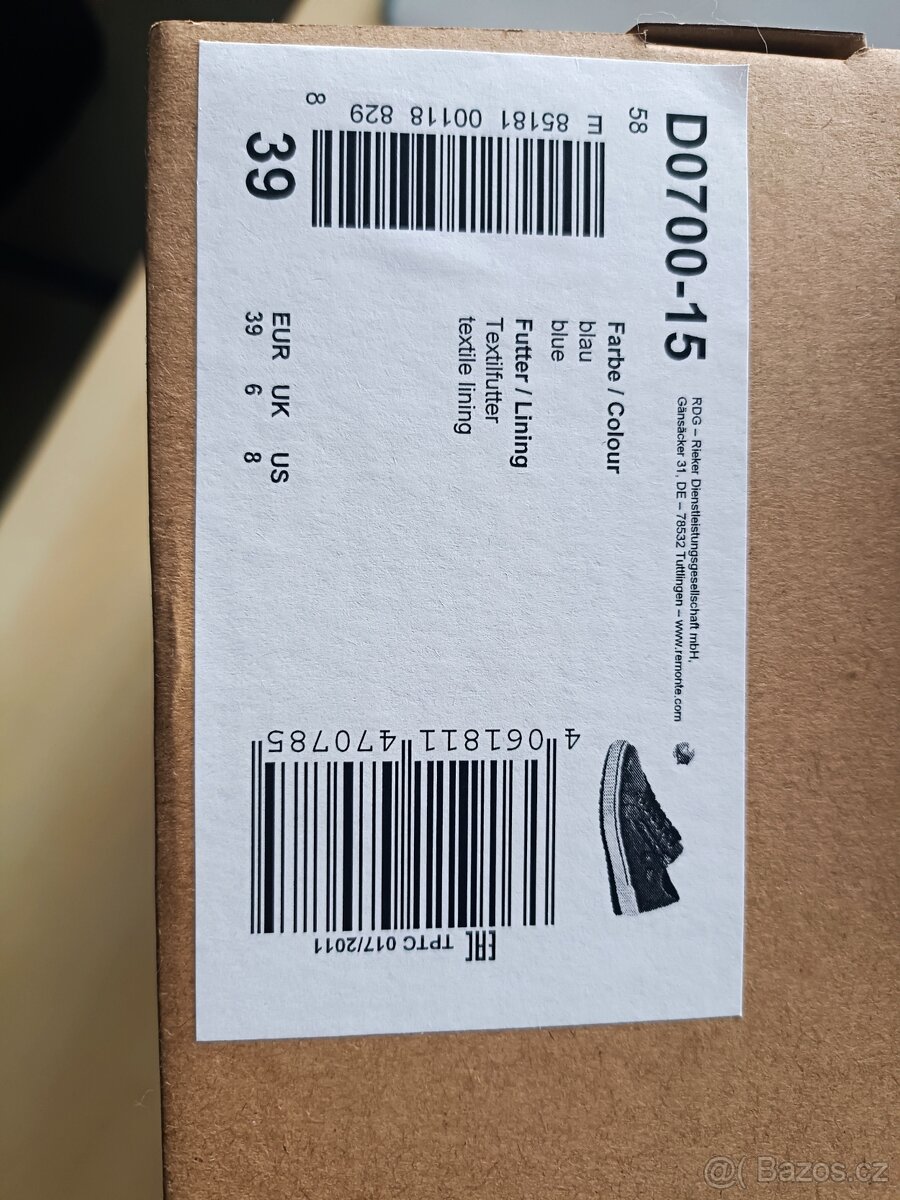 D0700-15
RDG – Rieker Dienstleistungsgesellschaft mbH,
Gänsäcker 31, DE – 78532 Tuttlingen – www.remonte.com
58
E 85181 00118 829
8
39
Farbe / Colour
blau
blue
Futter / Lining
Textilfutter
textile lining
EUR UK US
39 6 8
4 061811 470785
EAC TPTC 017/2011
@( Bazos.cz